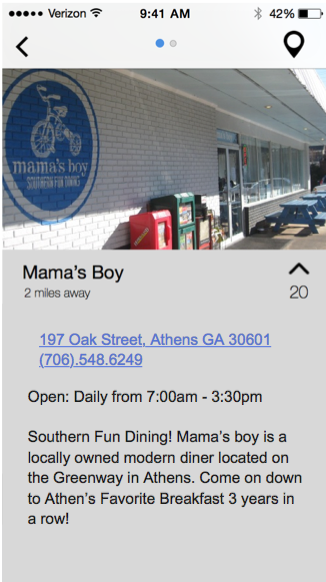 Verizon 9:41 AM 42%
mama's boy
SOUTHERN FUN DINING!
Mama's Boy
2 miles away
20
197 Oak Street, Athens GA 30601
(706).548.6249
Open: Daily from 7:00am - 3:30pm
Southern Fun Dining! Mama's boy is a
locally owned modern diner located on
the Greenway in Athens. Come on down
to Athen's Favorite Breakfast 3 years in
a row!